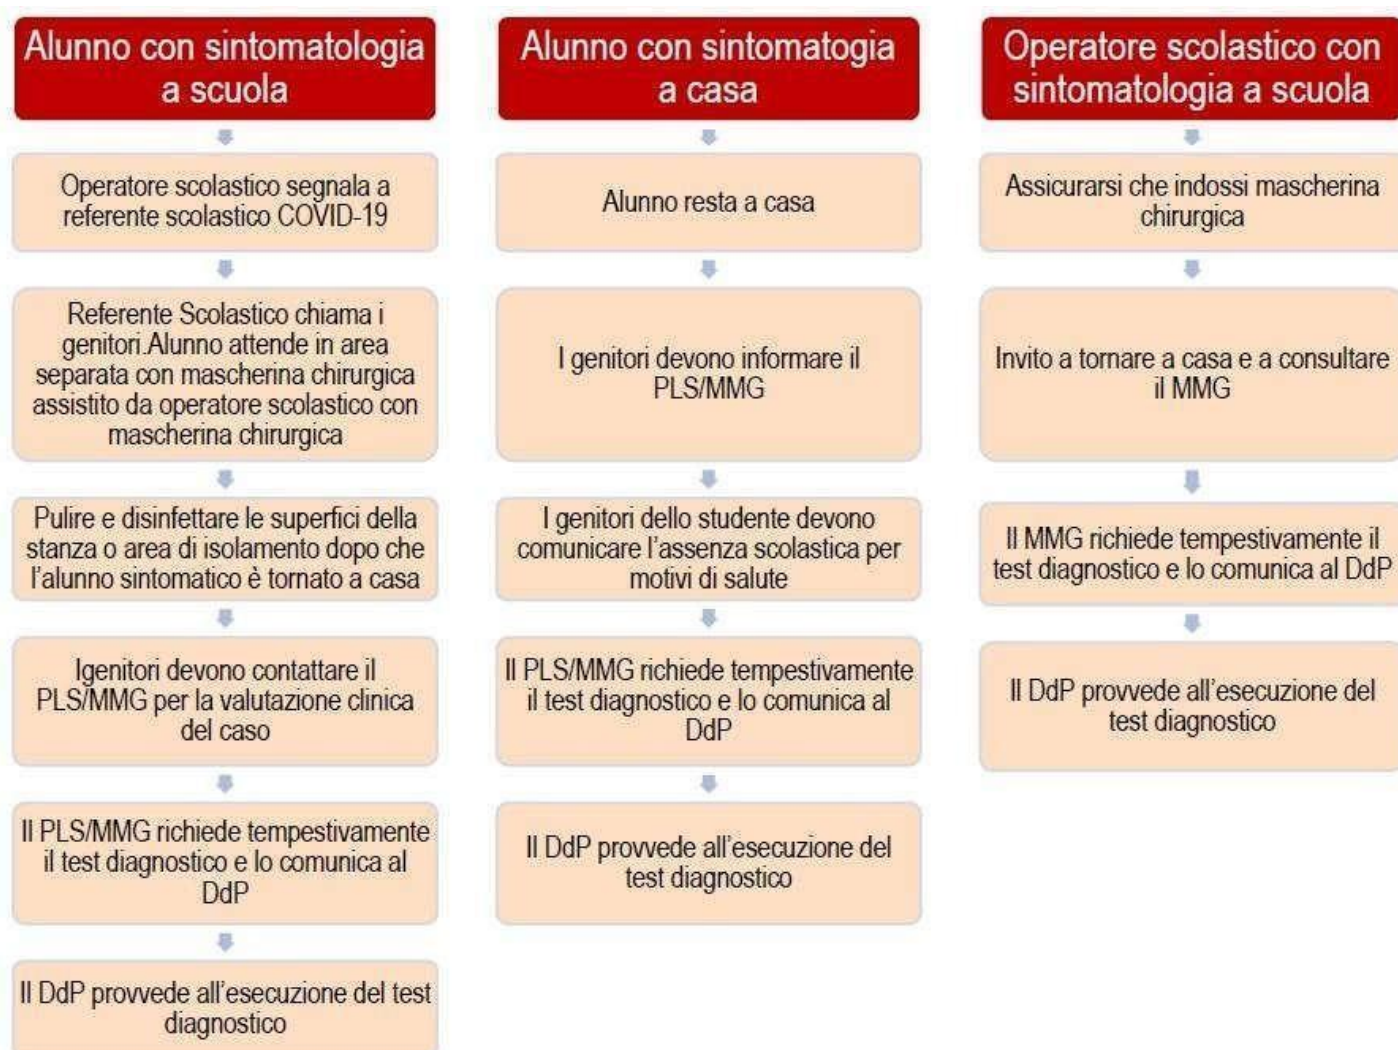 Alunno con sintomatologia
a scuola
Operatore scolastico segnala a
referente scolastico COVID-19
Referente Scolastico chiama i
genitori.Alunno attende in area
separata con mascherina chirurgica
assistito da operatore scolastico con
mascherina chirurgica
Pulire e disinfettare le superfici della
stanza o area di isolamento dopo che
l'alunno sintomatico è tornato a casa
Igenitori devono contattare il
PLS/MMG per la valutazione clinica
del caso
Il PLS/MMG richiede tempestivamente
il test diagnostico e lo comunica al
DdP
Il DdP provvede all'esecuzione del test
diagnostico
Alunno con sintomatogia
a casa
Alunno resta a casa
I genitori devono informare il
PLS/MMG
I genitori dello studente devono
comunicare l'assenza scolastica per
motivi di salute
Il PLS/MMG richiede tempestivamente
il test diagnostico e lo comunica al
DdP
Il DdP provvede all'esecuzione del
test diagnostico
Operatore scolastico con
sintomatologia a scuola
Assicurarsi che indossi mascherina
chirurgica
Invito a tornare a casa e a consultare
il MMG
Il MMG richiede tempestivamente il
test diagnostico e lo comunica al DdP
Il DdP provvede all'esecuzione del
test diagnostico